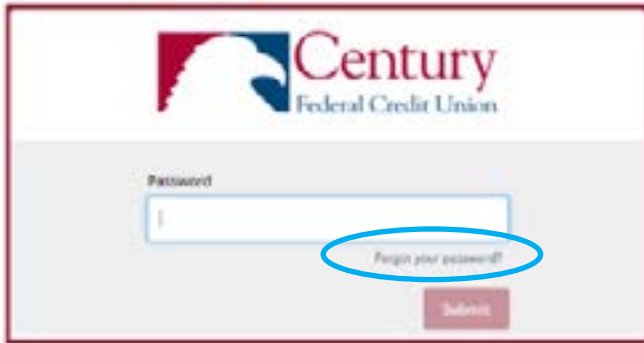 Century
Federal Credit Union
Password
Forgot your password?
Submit